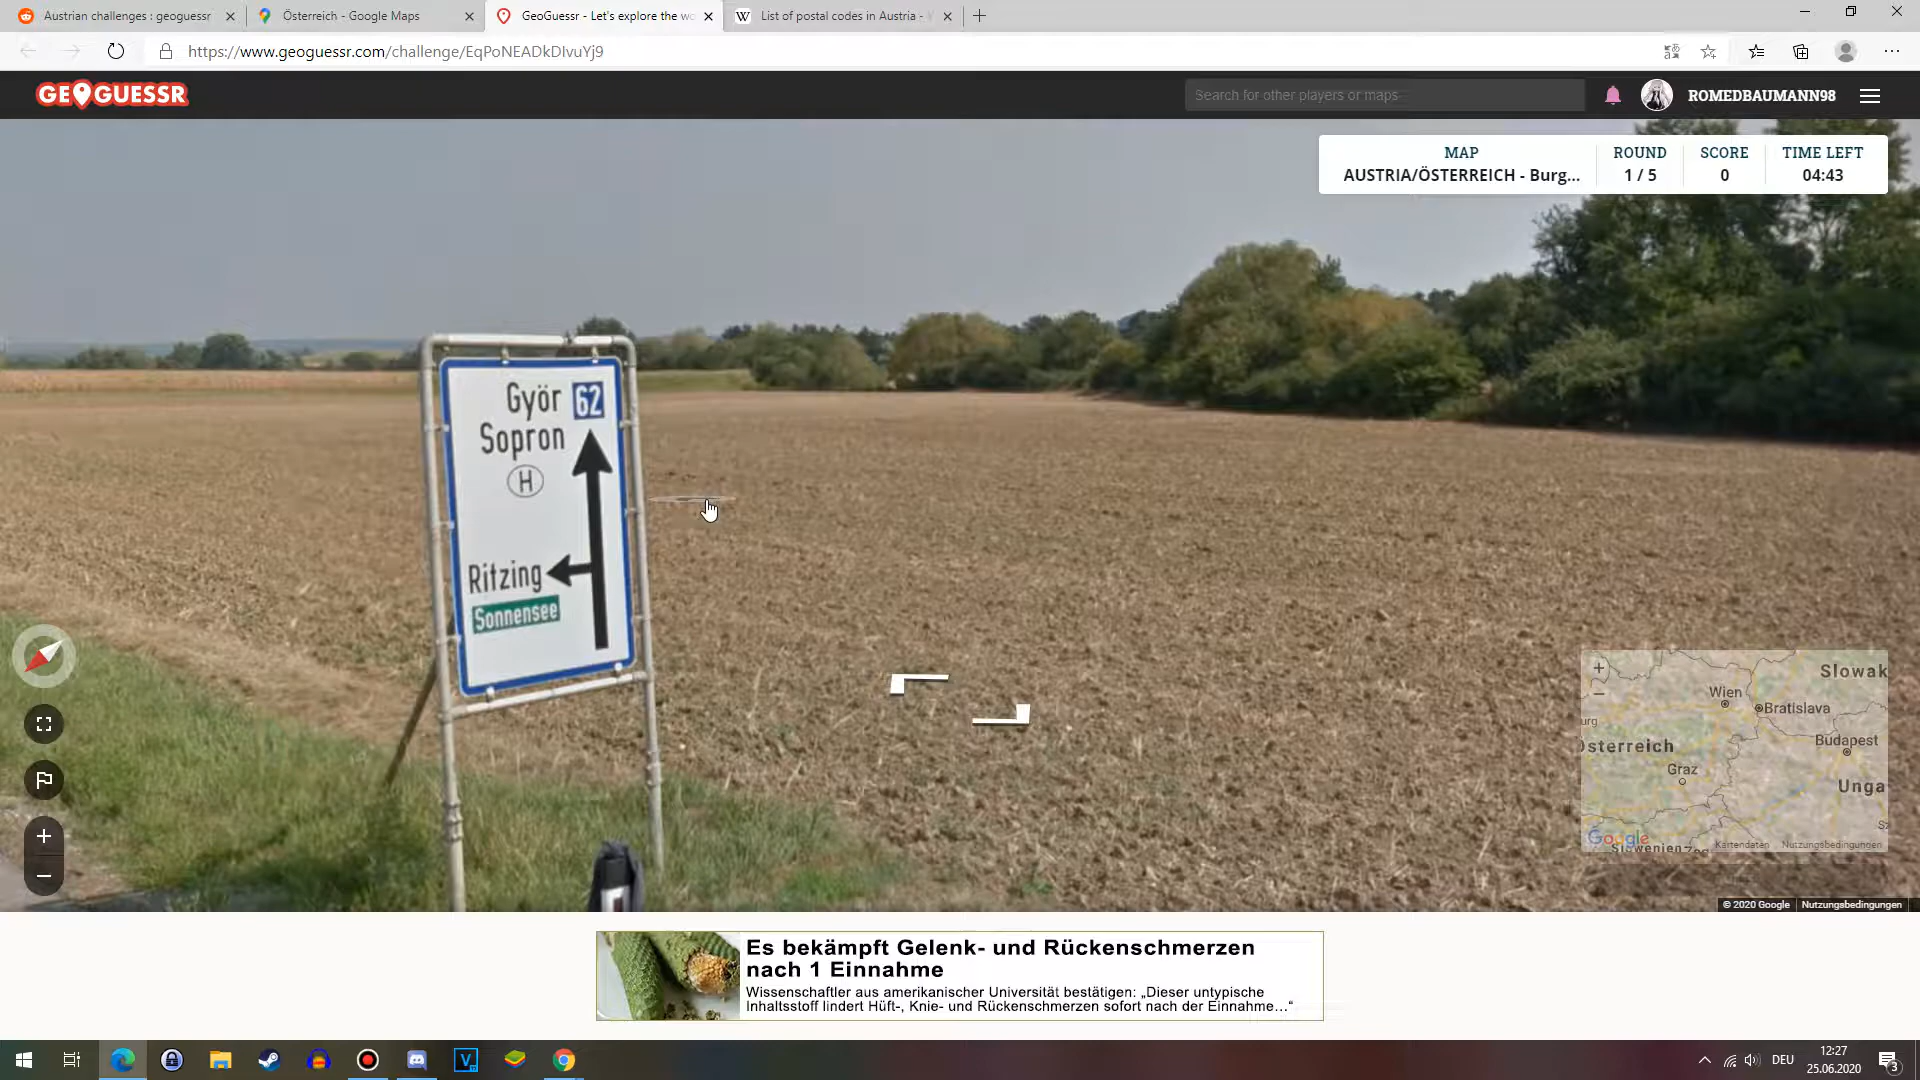 Austrian challenges : geoguessr
Österreich - Google Maps
GeoGuessr - Let's explore the wo
W List of postal codes in Austria -
https://www.geoguessr.com/challenge/EqPoNEADkDIvuYj9
GEOGUESSR
Search for other players or maps
ROMEDBAUMANN98
MAP
ROUND
SCORE
TIME LEFT
AUSTRIA/ÖSTERREICH - Burg...
1 / 5
0
04:43
Györ 62
Sopron
H
Ritzing
Sonnensee
Slowak
Wien
Bratislava
urg
Österreich
Budapest
Graz
Unga
Google
Slowenien
Kartendaten
Nutzungsbedingungen
© 2020 Google
Nutzungsbedingungen
Es bekämpft Gelenk- und Rückenschmerzen
nach 1 Einnahme
Wissenschaftler aus amerikanischer Universität bestätigen: „Dieser untypische
Inhaltsstoff lindert Hüft-, Knie- und Rückenschmerzen sofort nach der Einnahme...“
DEU
12:27
25.06.2020
3